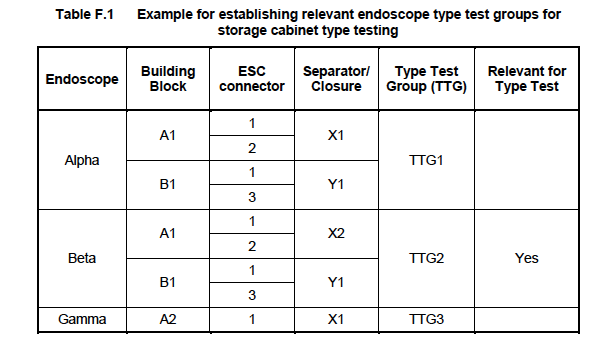 Table F.1 Example for establishing relevant endoscope type test groups for
storage cabinet type testing
Endoscope Building Block ESC connector Separator/ Closure Type Test Group (TTG) Relevant for Type Test
Alpha A1 1 X1 TTG1
2
B1 1 Y1
3
Beta A1 1 X2 TTG2 Yes
2
B1 1 Y1
3
Gamma A2 1 X1 TTG3